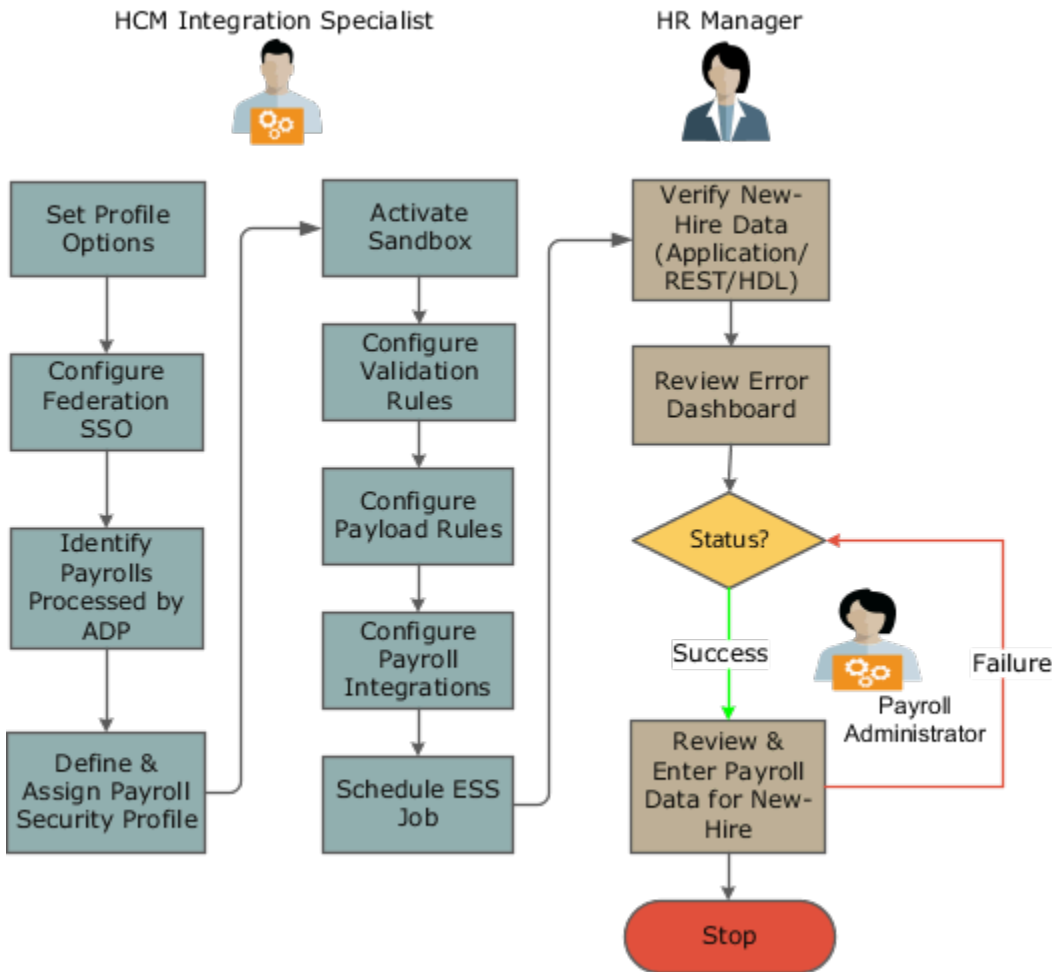 HCM Integration Specialist
HR Manager
Set Profile
Options
Configure
Federation
SSO
Identify
Payrolls
Processed by
ADP
Define &
Assign Payroll
Security Profile
Activate
Sandbox
Configure
Validation
Rules
Configure
Payload Rules
Configure
Payroll
Integrations
Schedule ESS
Job
Verify New-
Hire Data
(Application/
REST/HDL)
Review Error
Dashboard
Status?
Success
Failure
Payroll
Administrator
Review &
Enter Payroll
Data for New-
Hire
Stop